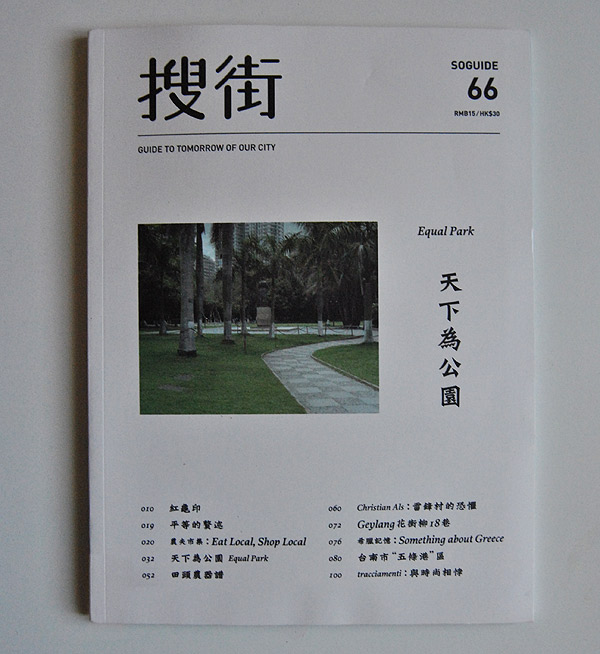 搜街
SOGUIDE
66
RMB15/HK$30
GUIDE TO TOMORROW OF OUR CITY
Equal Park
天下為公園
010 紅龜印
019 平等的贅述
020 農夫市集：Eat Local, Shop Local
032 天下為公園 Equal Park
052 田頭農器譜
060 Christian Als：雷鋒村的恐懼
072 Geylang 花街柳 18巷
076 希臘記憶：Something about Greece
080 台南市“五條港”區
100 tracciamenti：與時尚相悖